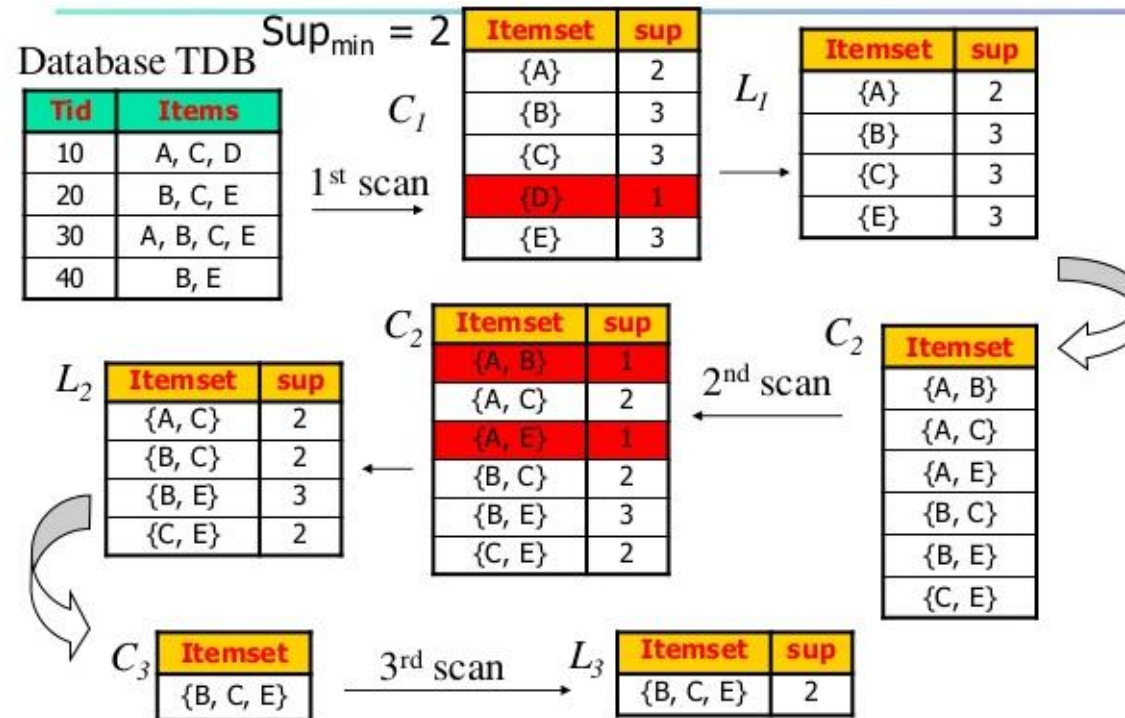 Sup_min = 2
Database TDB
Tid Items
10 A, C, D
20 B, C, E
30 A, B, C, E
40 B, E
1st scan
C1
Itemset sup
{A} 2
{B} 3
{C} 3
{D} 1
{E} 3
L1
Itemset sup
{A} 2
{B} 3
{C} 3
{E} 3
C2
Itemset
{A, B}
{A, C}
{A, E}
{B, C}
{B, E}
{C, E}
2nd scan
C2
Itemset sup
{A, B} 1
{A, C} 2
{A, E} 1
{B, C} 2
{B, E} 3
{C, E} 2
L2
Itemset sup
{A, C} 2
{B, C} 2
{B, E} 3
{C, E} 2
C3
Itemset
{B, C, E}
3rd scan
L3
Itemset sup
{B, C, E} 2